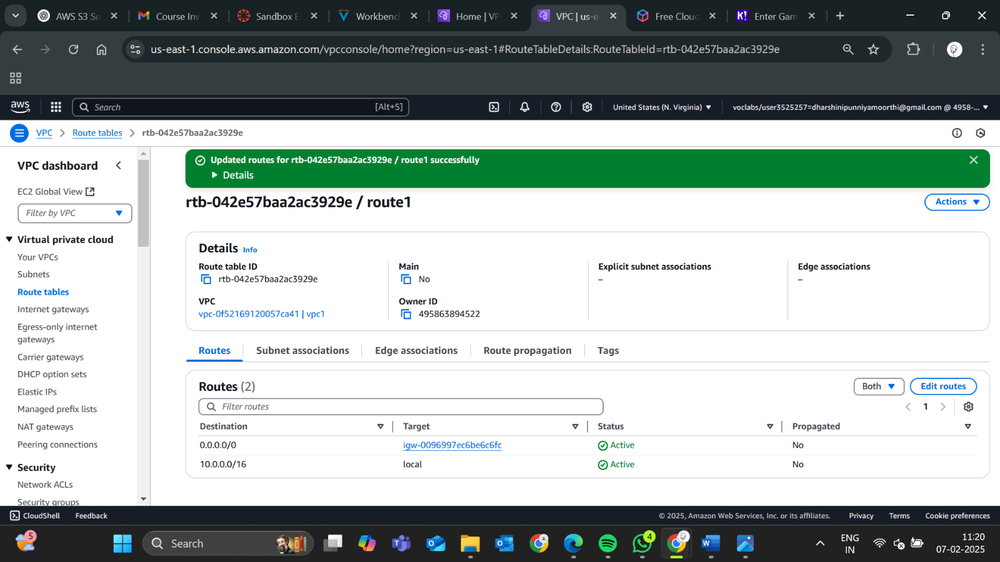 AWS S3 Se
Course Inv
Sandbox E
Workbenc
Home | VP
VPC | us-ea
Free Cloud
Enter Gam
us-east-1.console.aws.amazon.com/vpcconsole/home?region=us-east-1#RouteTableDetails:RouteTableId=rtb-042e57baa2ac3929e
aws
Search
[Alt+S]
United States (N. Virginia)
voclabs/user3525257=dharshinipunniyamoorthi@gmail.com @ 4958-...
VPC
Route tables
rtb-042e57baa2ac3929e
VPC dashboard
EC2 Global View
Filter by VPC
Virtual private cloud
Your VPCs
Subnets
Route tables
Internet gateways
Egress-only internet
gateways
Carrier gateways
DHCP option sets
Elastic IPs
Managed prefix lists
NAT gateways
Peering connections
Security
Network ACLs
Security groups
Updated routes for rtb-042e57baa2ac3929e / route1 successfully
Details
rtb-042e57baa2ac3929e / route1
Actions
Details Info
Route table ID
rtb-042e57baa2ac3929e
Main
No
Explicit subnet associations
–
Edge associations
–
VPC
vpc-0f52169120057ca41 | vpc1
Owner ID
495863894522
Routes
Subnet associations
Edge associations
Route propagation
Tags
Routes (2)
Both
Edit routes
Filter routes
1
Destination Target Status Propagated
0.0.0.0/0 igw-0096997ec6be6c6fc Active No
10.0.0.0/16 local Active No
CloudShell
Feedback
© 2025, Amazon Web Services, Inc. or its affiliates.
Privacy
Terms
Cookie preferences
5
Search
4
ENG
IN
11:20
07-02-2025